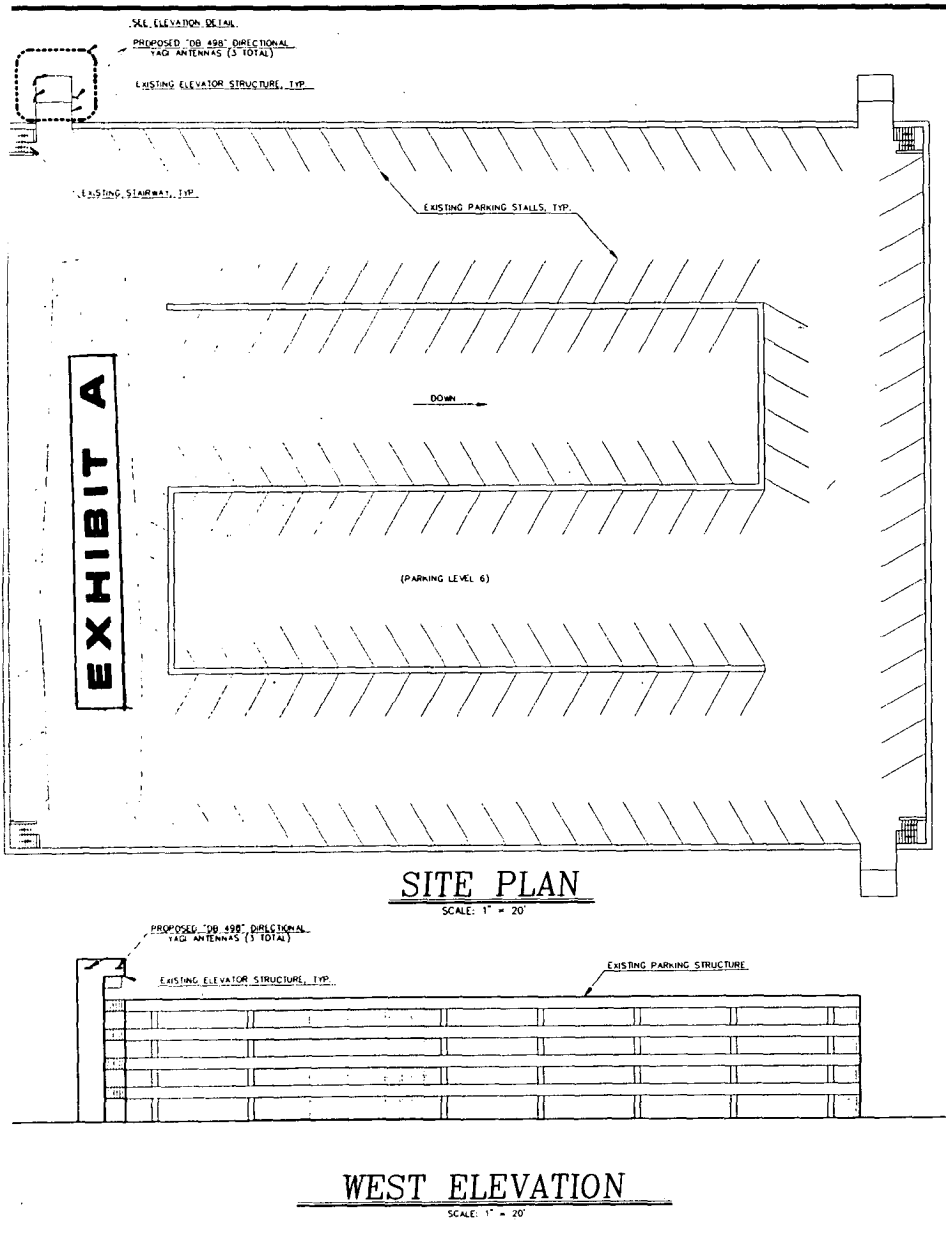 SEE ELEVATION DETAIL
PROPOSED "DB 498" DIRECTIONAL
YAGI ANTENNAS (3 TOTAL)
EXISTING ELEVATOR STRUCTURE, TYP.
EXISTING STAIRWAY, TYP
EXISTING PARKING STALLS, TYP.
DOWN
EXHIBIT A
(PARKING LEVEL 6)
SITE PLAN
SCALE: 1" = 20'
PROPOSED "DB 498" DIRECTIONAL
YAGI ANTENNAS (3 TOTAL)
EXISTING ELEVATOR STRUCTURE, TYP.
EXISTING PARKING STRUCTURE
WEST ELEVATION
SCALE: 1" = 20'